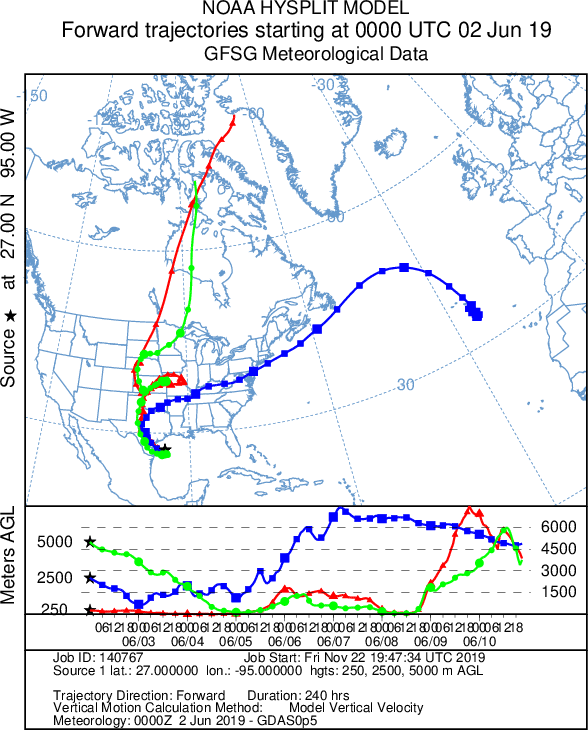 NOAA HYSPLIT MODEL
Forward trajectories starting at 0000 UTC 02 Jun 19
GFSG Meteorological Data
Source ★ at 27.00 N 95.00 W
-150
-30
30
Meters AGL
5000
2500
250
6000
4500
3000
1500
06/03 06/04 06/05 06/06 06/07 06/08 06/09 06/10
Job ID: 140767 Job Start: Fri Nov 22 19:47:34 UTC 2019
Source 1 lat.: 27.000000 lon.: -95.000000 hgts: 250, 2500, 5000 m AGL
Trajectory Direction: Forward Duration: 240 hrs
Vertical Motion Calculation Method: Model Vertical Velocity
Meteorology: 0000Z 2 Jun 2019 - GDAS0p5